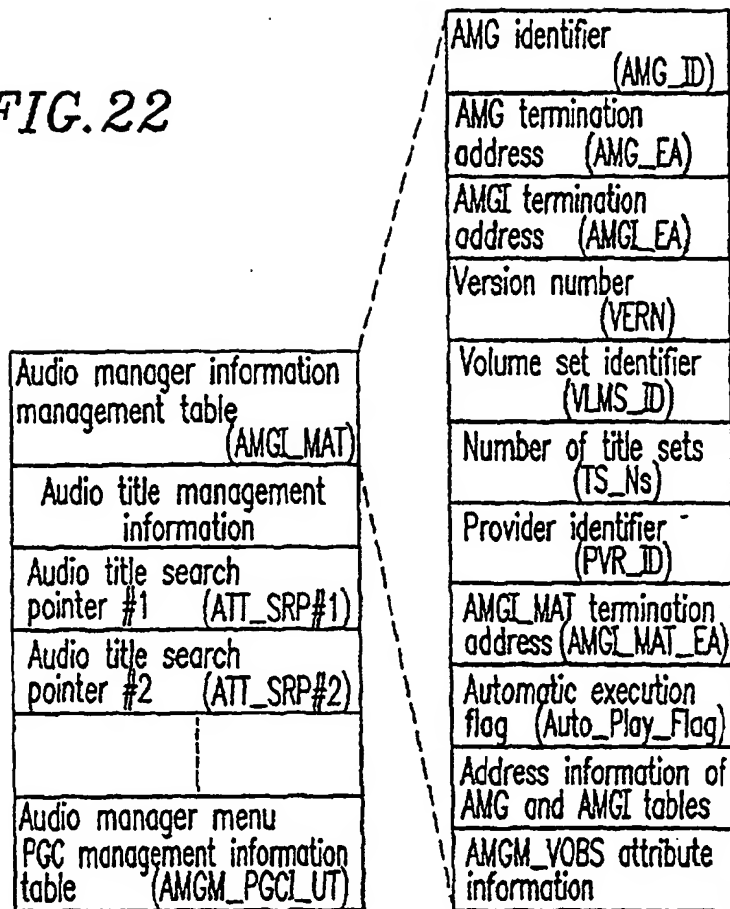 FIG.22
Audio manager information
management table
(AMGI_MAT)
Audio title management
information
Audio title search
pointer #1 (ATT_SRP#1)
Audio title search
pointer #2 (ATT_SRP#2)
Audio manager menu
PGC management information
table (AMGM_PGCI_UT)
AMG identifier
(AMG_ID)
AMG termination
address (AMG_EA)
AMGI termination
address (AMGI_EA)
Version number
(VERN)
Volume set identifier
(VLMS_ID)
Number of title sets
(TS_Ns)
Provider identifier
(PVR_ID)
AMGI_MAT termination
address (AMGI_MAT_EA)
Automatic execution
flag (Auto_Play_Flag)
Address information of
AMG and AMGI tables
AMGM_VOBS attribute
information